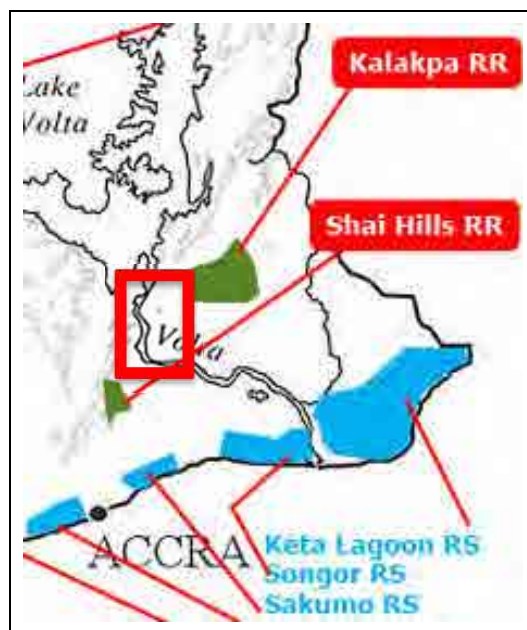 Kalakpa RR
Lake
Volta
Shai Hills RR
Volta
ACCRA
Keta Lagoon RS
Songor RS
Sakumo RS